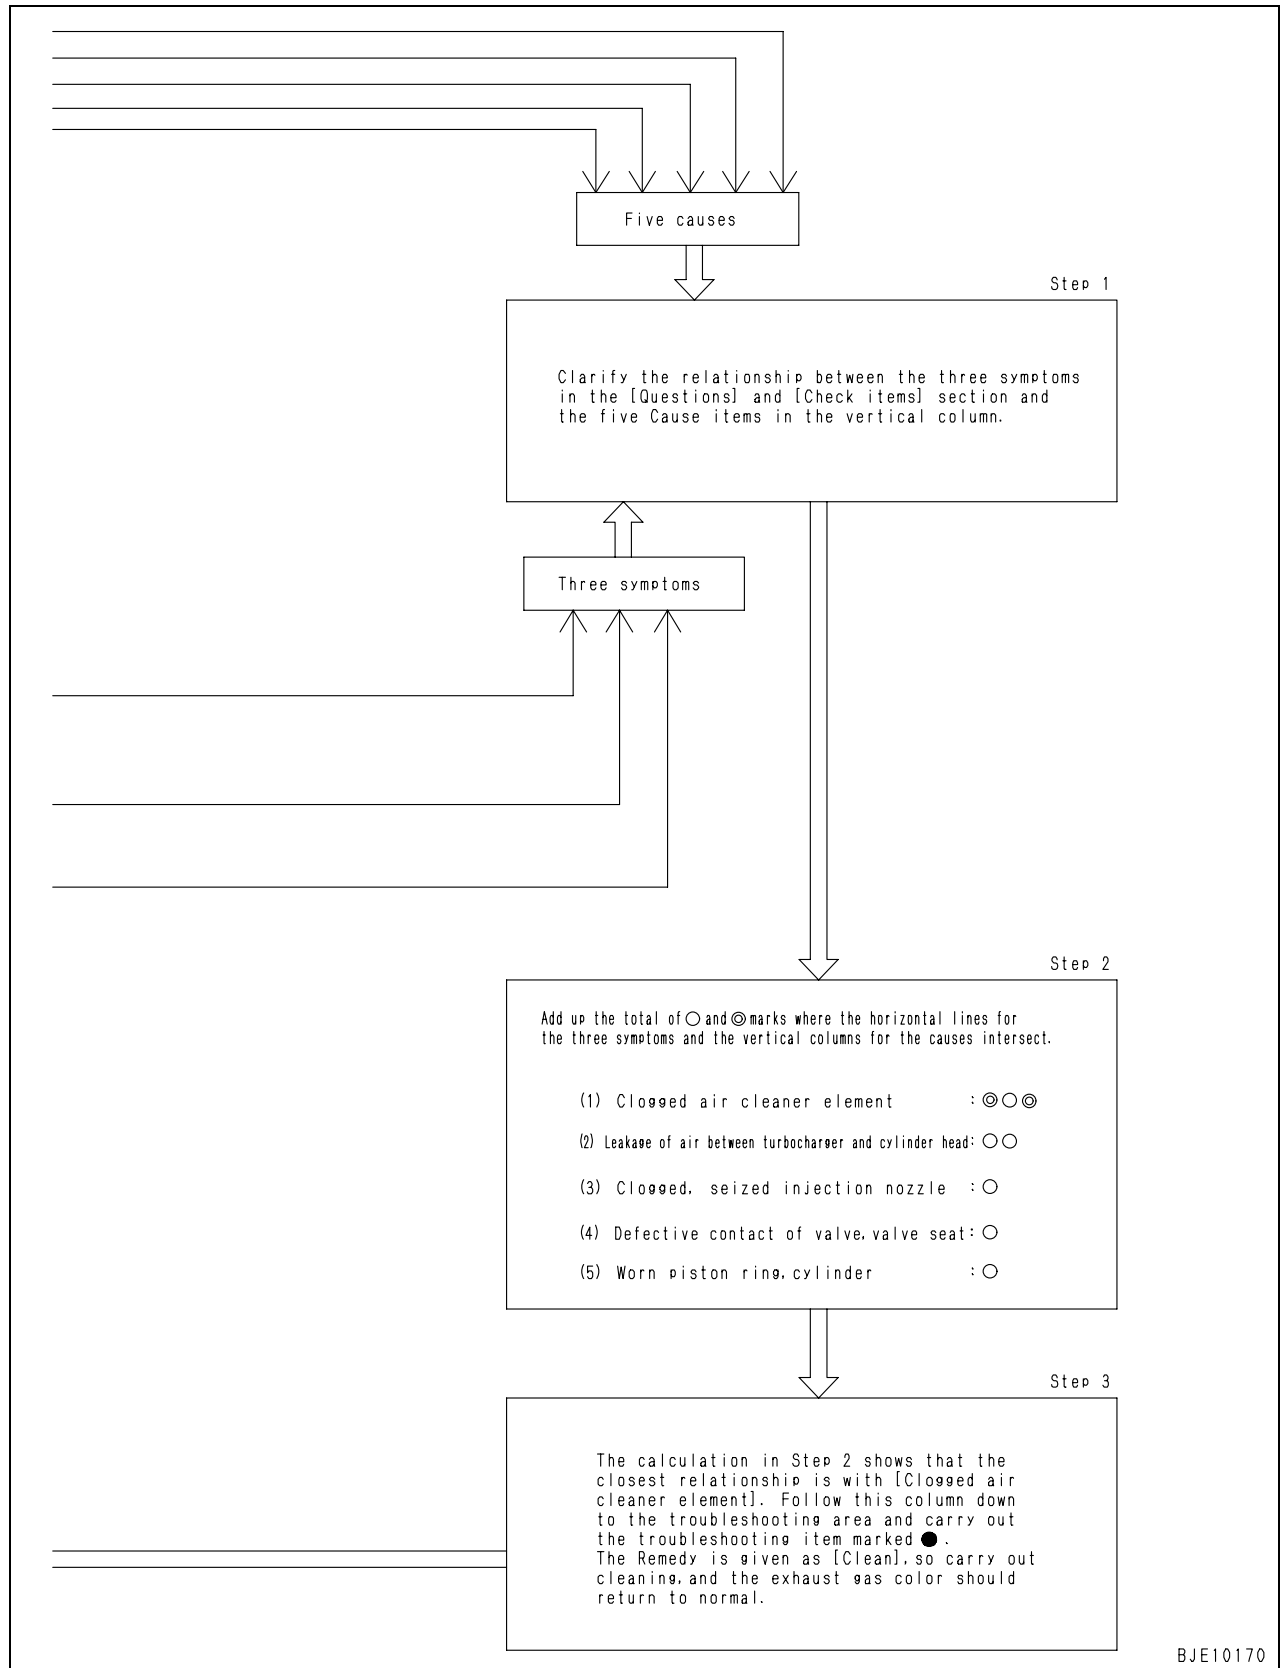 Five causes
Step 1
Clarify the relationship between the three symptoms
in the [Questions] and [Check items] section and
the five Cause items in the vertical column.
Three symptoms
Step 2
Add up the total of ○ and ◎ marks where the horizontal lines for
the three symptoms and the vertical columns for the causes intersect.
(1) Clogged air cleaner element : ◎○◎
(2) Leakage of air between turbocharger and cylinder head: ○○
(3) Clogged, seized injection nozzle : ○
(4) Defective contact of valve, valve seat: ○
(5) Worn piston ring, cylinder : ○
Step 3
The calculation in Step 2 shows that the
closest relationship is with [Clogged air
cleaner element]. Follow this column down
to the troubleshooting area and carry out
the troubleshooting item marked ●.
The Remedy is given as [Clean], so carry out
cleaning, and the exhaust gas color should
return to normal.
BJE10170